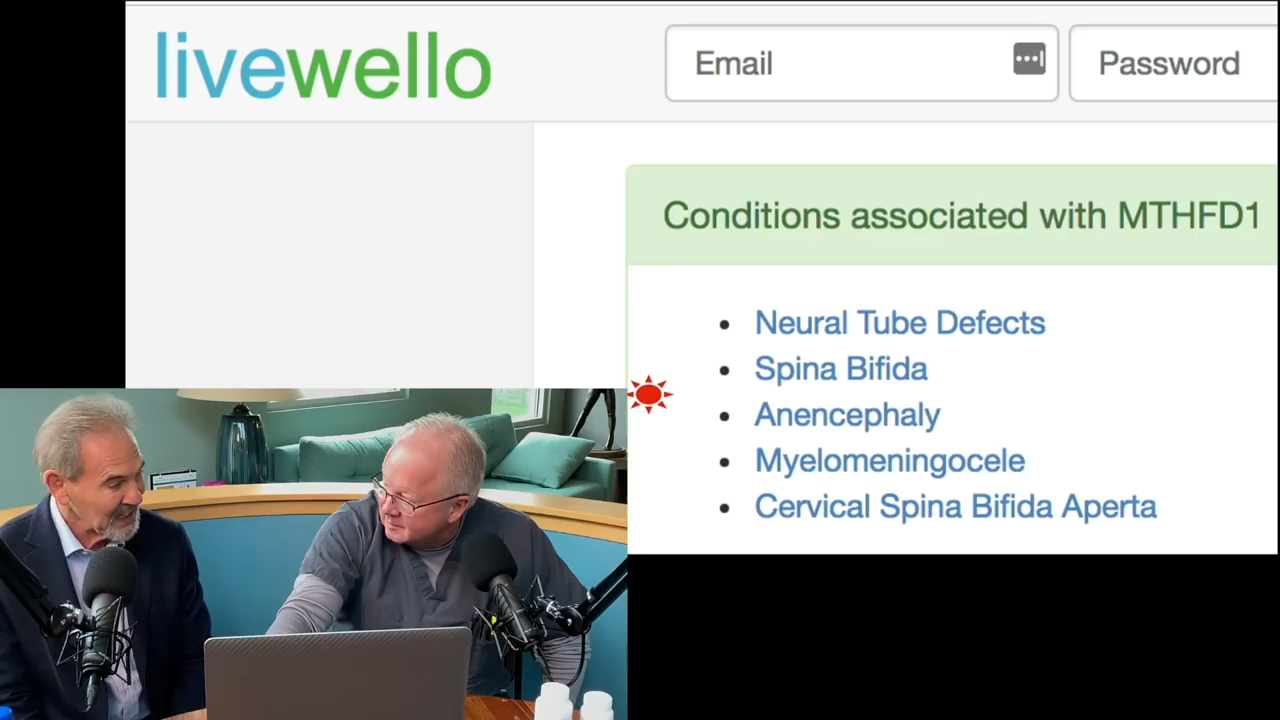 livewello
Email
Password
Conditions associated with MTHFD1
Neural Tube Defects
Spina Bifida
Anencephaly
Myelomeningocele
Cervical Spina Bifida Aperta